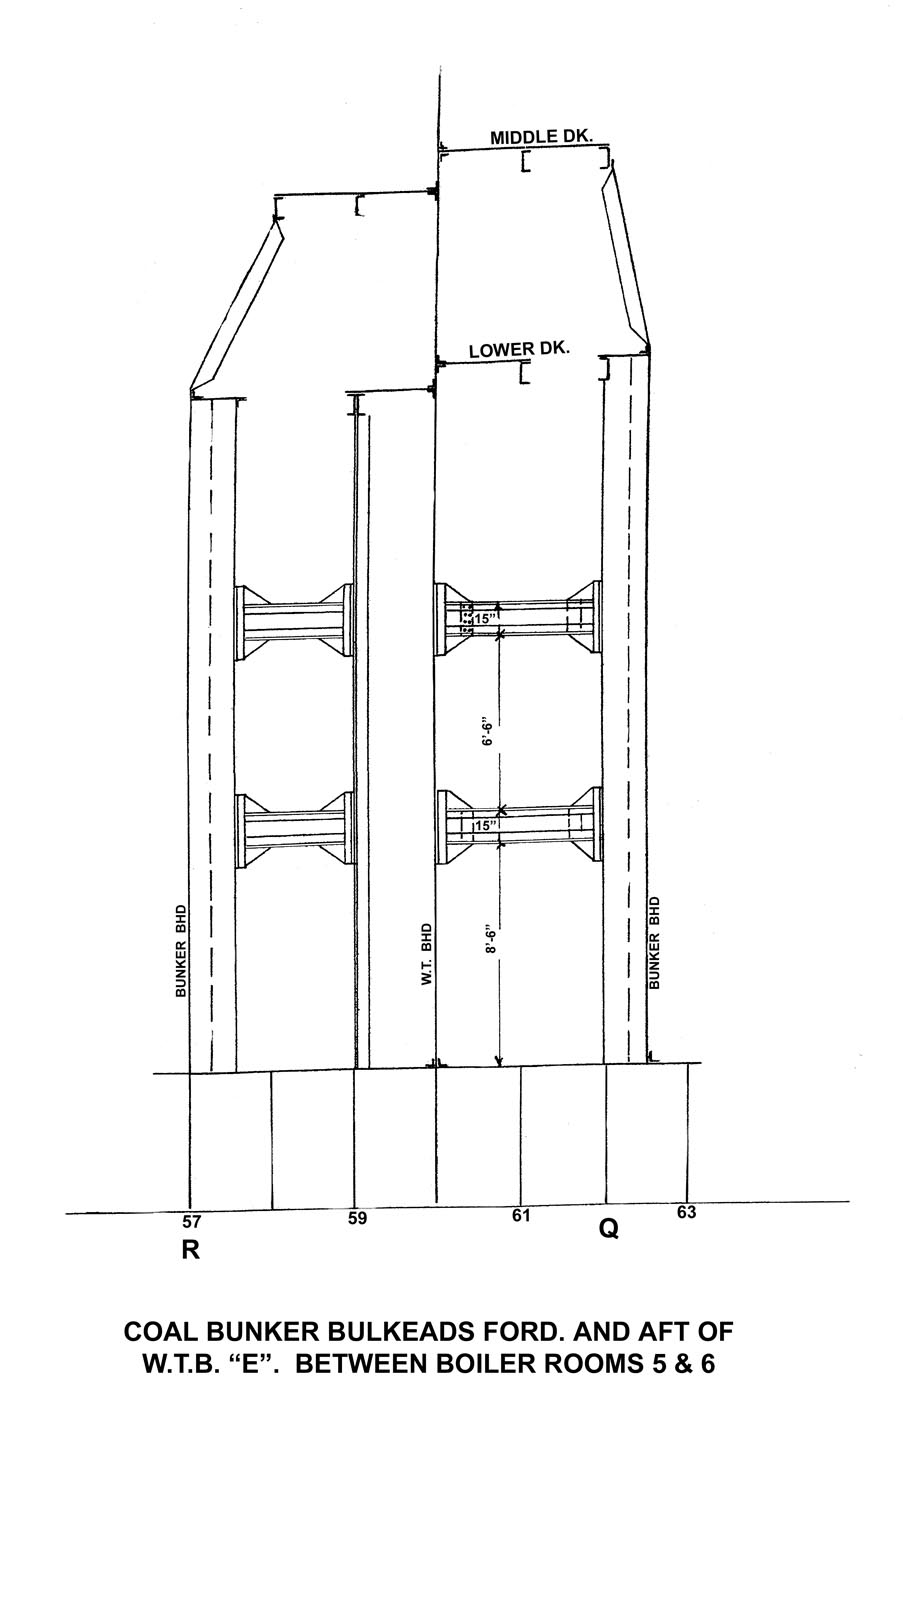 MIDDLE DK.
LOWER DK.
15”
6’-6”
15”
8’-6”
BUNKER BHD
W.T. BHD
BUNKER BHD
57
59
61
63
R
Q
COAL BUNKER BULKEADS FORD. AND AFT OF
W.T.B. “E”. BETWEEN BOILER ROOMS 5 & 6